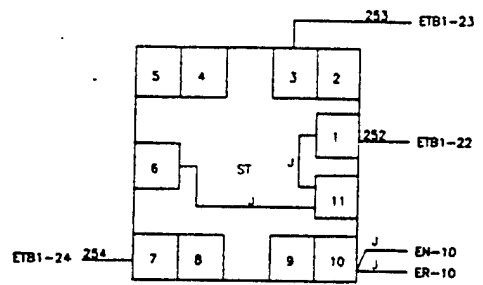 253 ETB1-23
5 4 3 2
1 252 ETB1-22
J
6 ST
11
J
J EN-10
ETB1-24 254 7 8 9 10
J ER-10